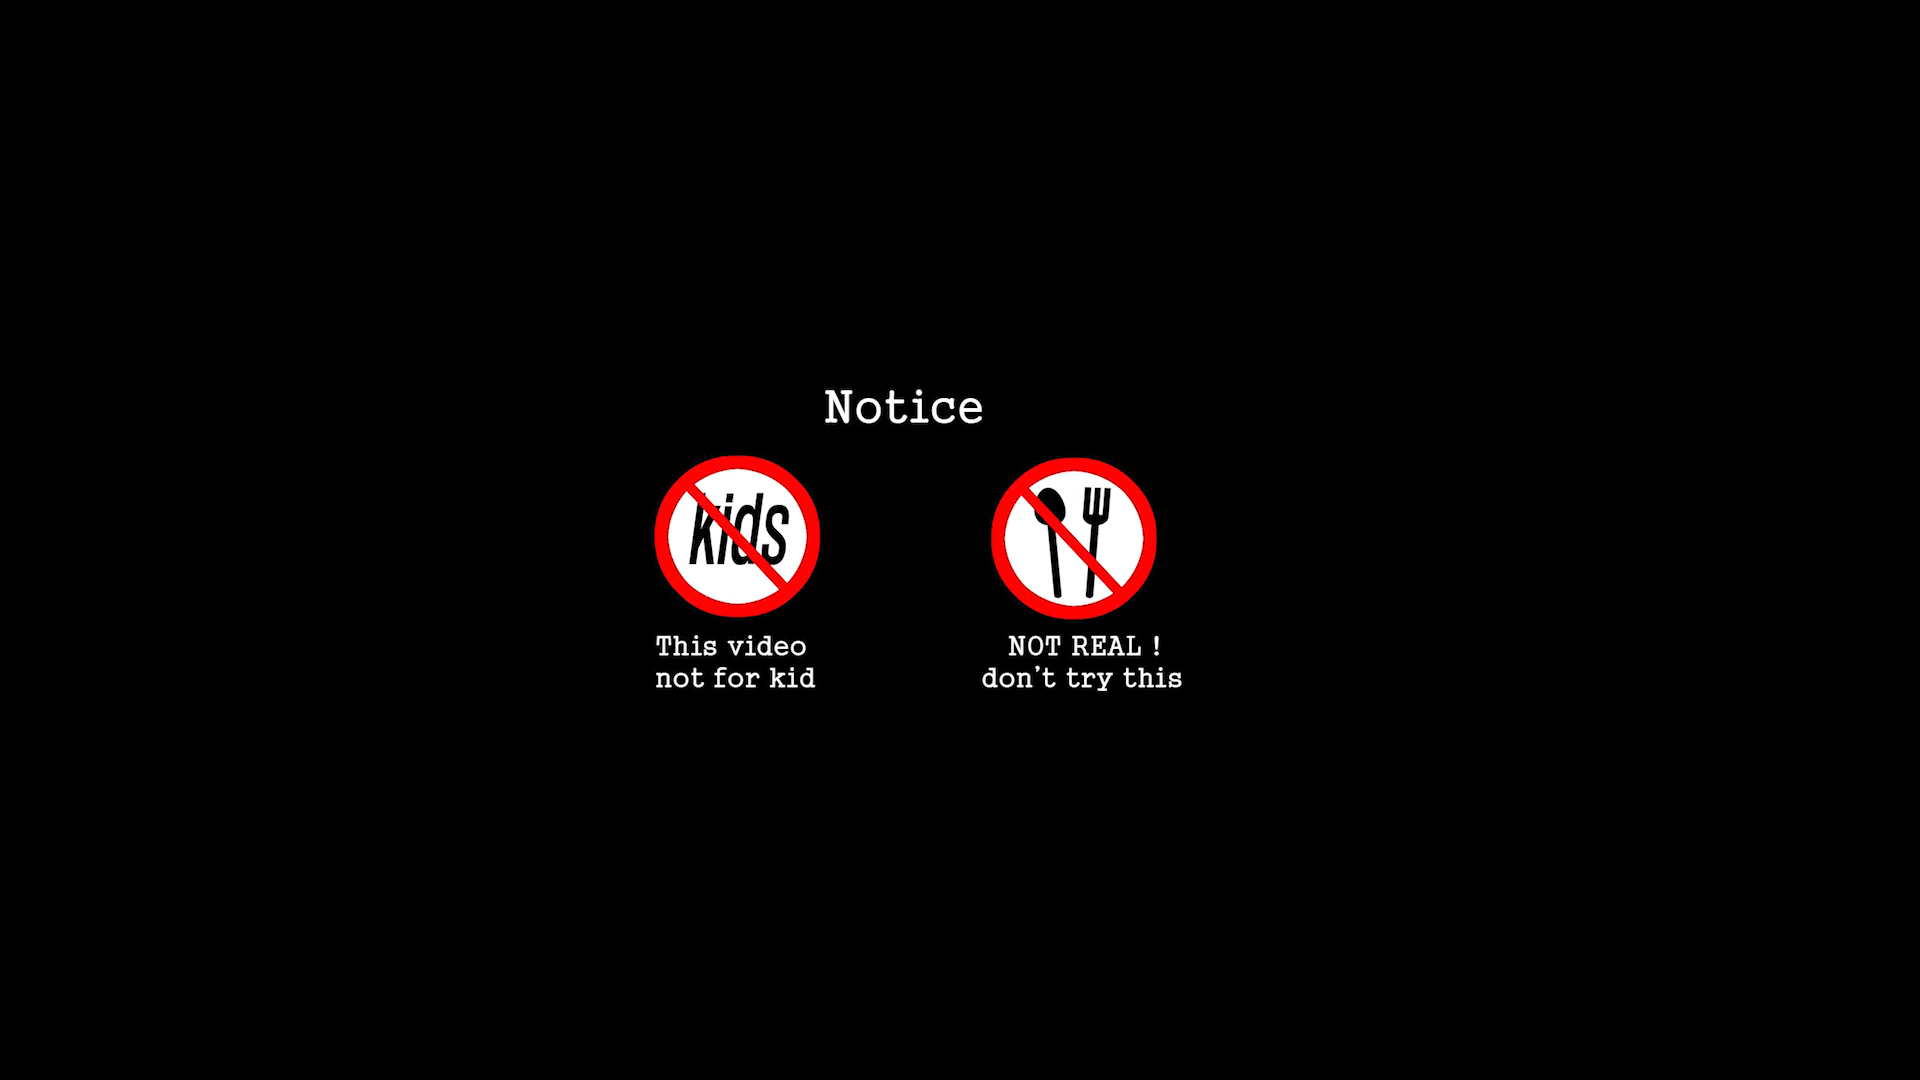 Notice
kids
This video
not for kid
NOT REAL !
don't try this